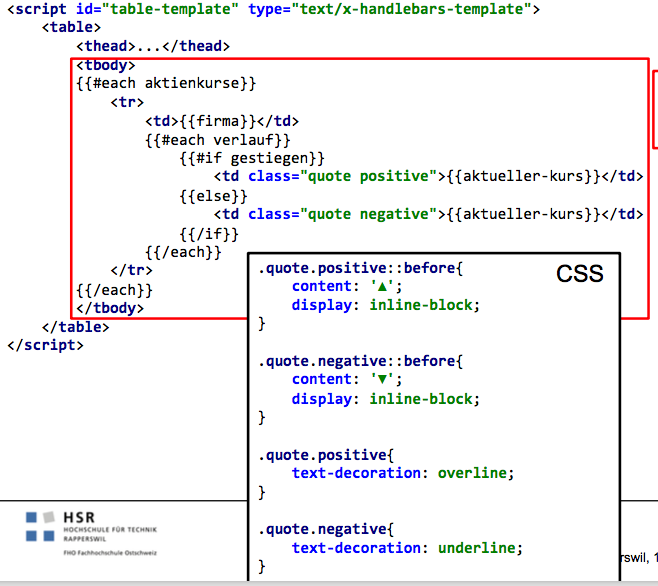 <script id="table-template" type="text/x-handlebars-template">
    <table>
        <thead>...</thead>
        <tbody>
        {{#each aktienkurse}}
            <tr>
                <td>{{firma}}</td>
                {{#each verlauf}}
                    {{#if gestiegen}}
                        <td class="quote positive">{{aktueller-kurs}}</td>
                    {{else}}
                        <td class="quote negative">{{aktueller-kurs}}</td>
                    {{/if}}
                {{/each}}
            </tr>
        {{/each}}
        </tbody>
    </table>
</script>
CSS
.quote.positive::before{
    content: '▲';
    display: inline-block;
}
.quote.negative::before{
    content: '▼';
    display: inline-block;
}
.quote.positive{
    text-decoration: overline;
}
.quote.negative{
    text-decoration: underline;
}
HSR
HOCHSCHULE FÜR TECHNIK
RAPPERSWIL
FHO Fachhochschule Ostschweiz
rswil, 1